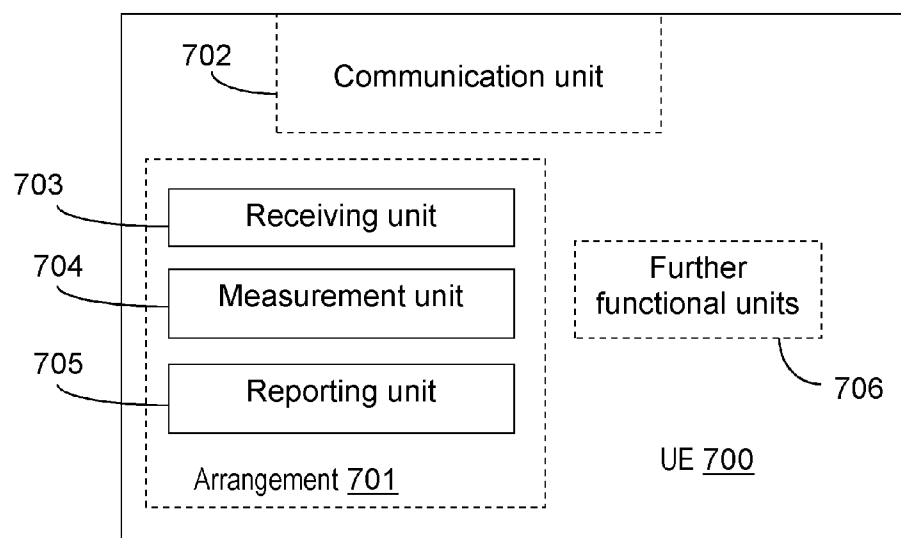 702
Communication unit
703
Receiving unit
704
Measurement unit
Further
functional units
705
Reporting unit
706
Arrangement 701
UE 700